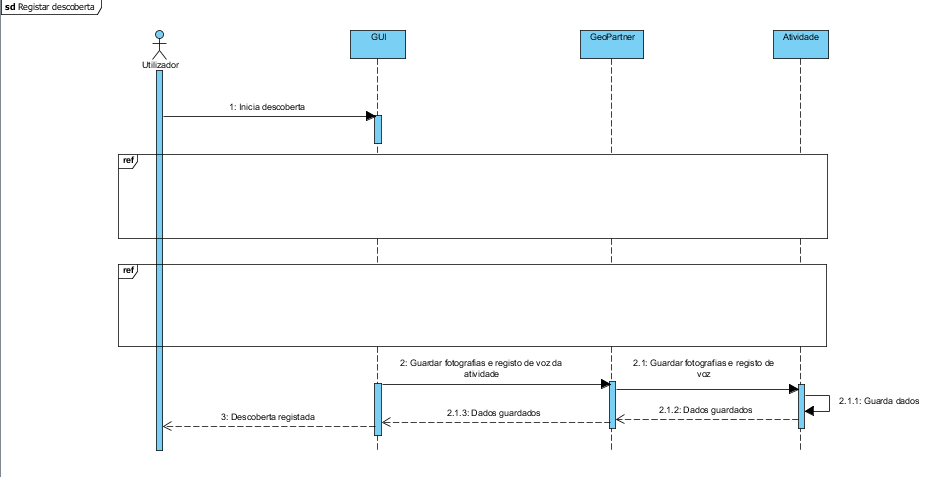 sd Registar descoberta
GUI
GeoPartner
Atividade
Utilizador
1: Inicia descoberta
ref
ref
2: Guardar fotografias e registo de voz da
atividade
2.1: Guardar fotografias e registo de
voz
2.1.1: Guarda dados
2.1.2: Dados guardados
2.1.3: Dados guardados
3: Descoberta registada